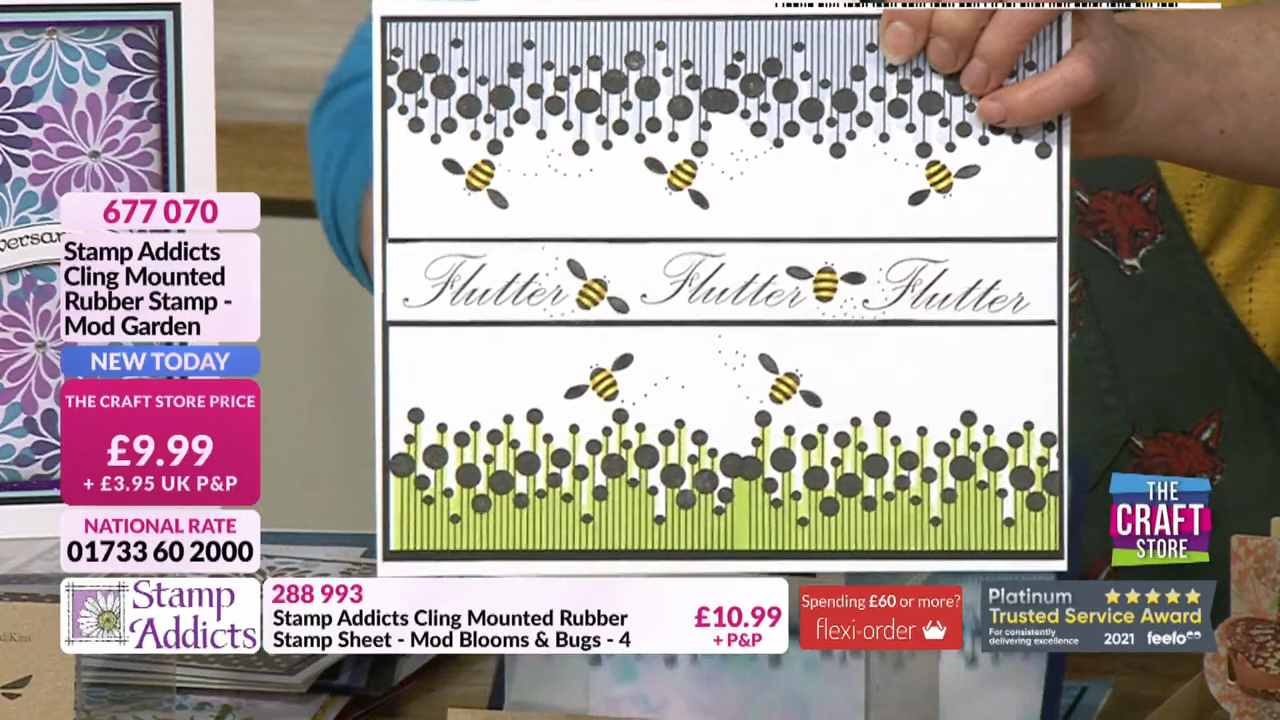 677 070
Stamp Addicts
Cling Mounted
Rubber Stamp -
Mod Garden
NEW TODAY
THE CRAFT STORE PRICE
£9.99
+ £3.95 UK P&P
NATIONAL RATE
01733 60 2000
Flutter Flutter Flutter
THE
CRAFT
STORE
Stamp
Addicts
288 993
Stamp Addicts Cling Mounted Rubber
Stamp Sheet - Mod Blooms & Bugs - 4
£10.99
+ P&P
Spending £60 or more?
flexi-order
Platinum
Trusted Service Award
For consistently
delivering excellence
2021 feefo